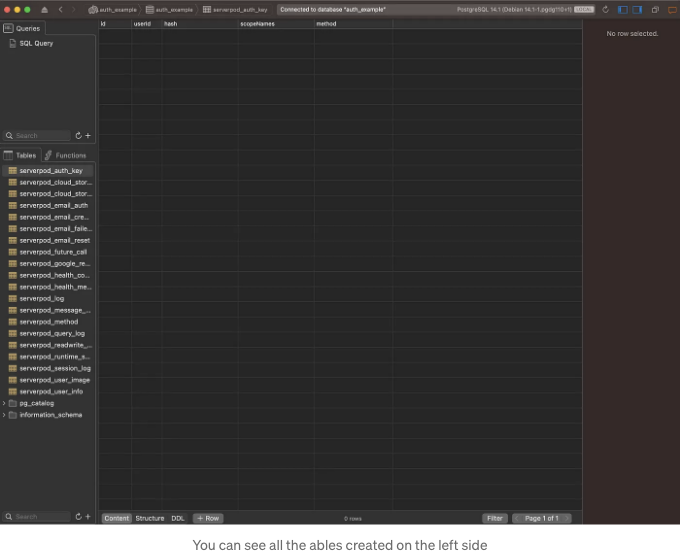 auth_example
auth_example
serverpod_auth_key
Connected to database "auth_example"
PostgreSQL 14.1 (Debian 14.1-1.pgdg110+1)
LOCAL
Queries
SQL Query
Search
Tables
Functions
serverpod_auth_key
serverpod_cloud_stor...
serverpod_cloud_stor...
serverpod_email_auth
serverpod_email_cre...
serverpod_email_faile...
serverpod_email_reset
serverpod_future_call
serverpod_google_re...
serverpod_health_co...
serverpod_health_me...
serverpod_log
serverpod_message_...
serverpod_method
serverpod_query_log
serverpod_readwrite_...
serverpod_runtime_s...
serverpod_session_log
serverpod_user_image
serverpod_user_info
pg_catalog
information_schema
Search
id userId hash scopeNames method
No row selected.
Content Structure DDL + Row
0 rows
Filter
Page 1 of 1
You can see all the ables created on the left side